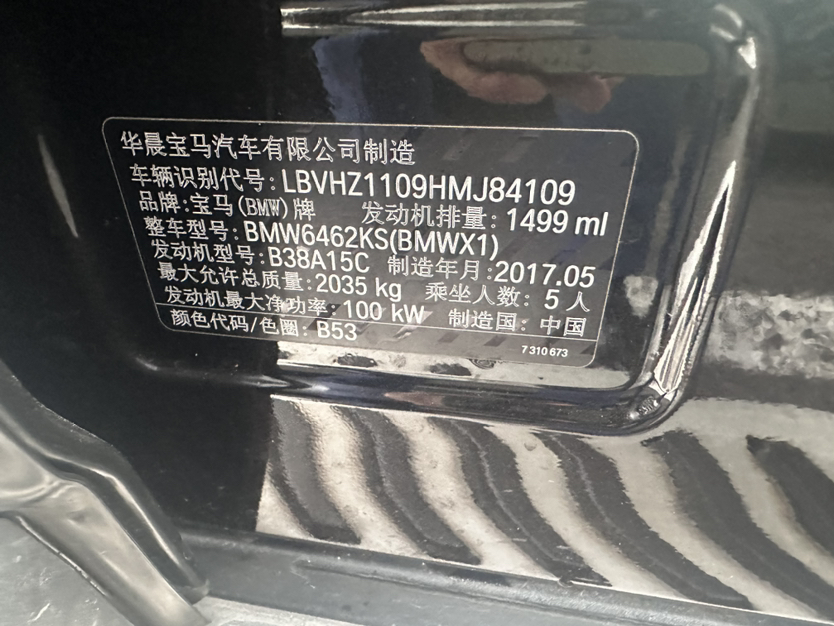 华晨宝马汽车有限公司制造
车辆识别代号: LBVHZ1109HMJ84109
品牌: 宝马(BMW)牌 发动机排量: 1499 ml
整车型号: BMW6462KS(BMWX1)
发动机型号: B38A15C 制造年月: 2017.05
最大允许总质量: 2035 kg 乘坐人数: 5 人
发动机最大净功率: 100 kW 制造国: 中国
颜色代码/色圈: B53
7 310 673